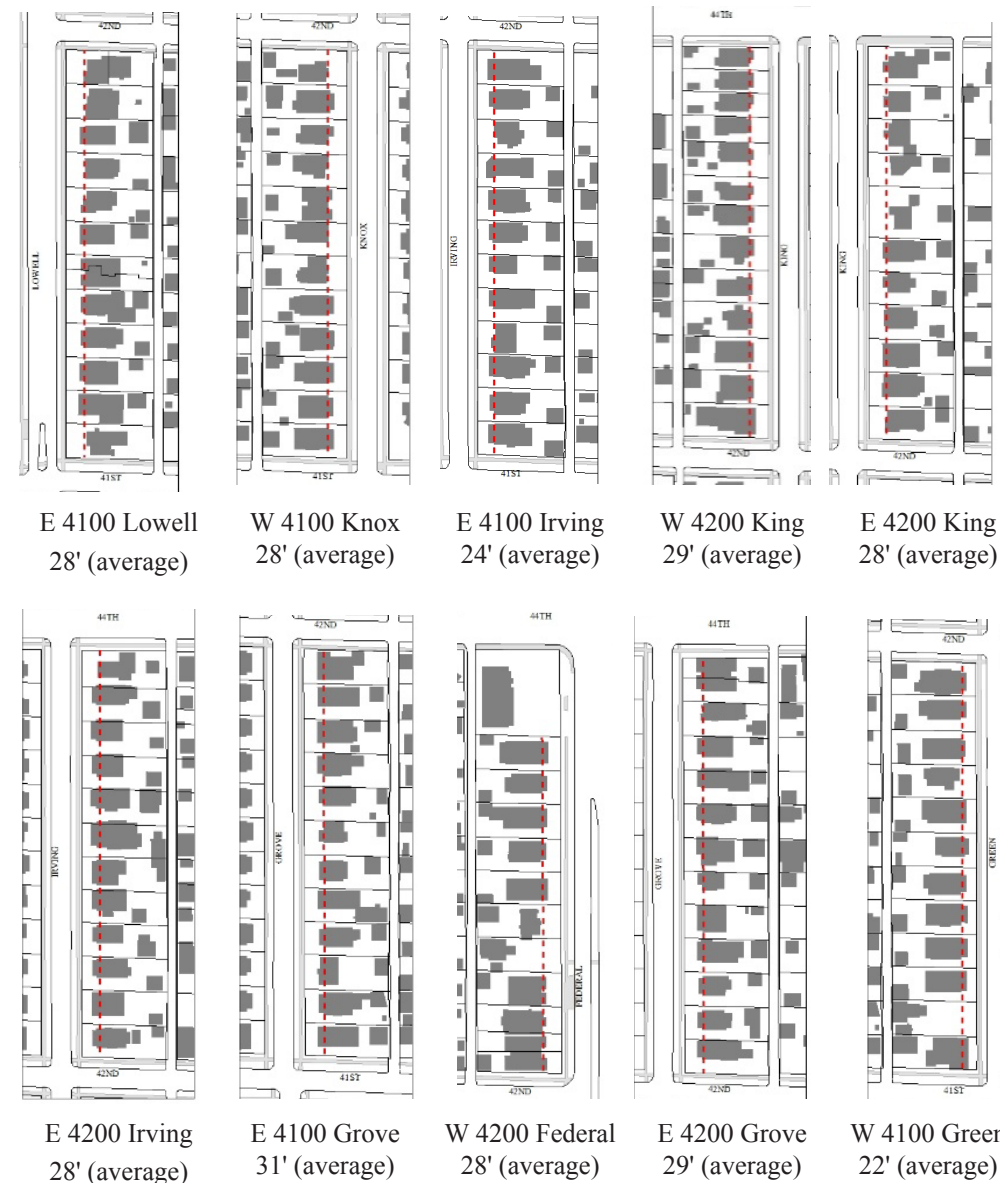 42ND
42ND
42ND
44TH
LOWELL
KNOX
IRVING
KING
KING
41ST
41ST
41ST
42ND
42ND
E 4100 Lowell
28' (average)
W 4100 Knox
28' (average)
E 4100 Irving
24' (average)
W 4200 King
29' (average)
E 4200 King
28' (average)
44TH
42ND
44TH
44TH
42ND
IRVING
GROVE
FEDERAL
GROVE
GREEN
42ND
41ST
42ND
42ND
41ST
E 4200 Irving
28' (average)
E 4100 Grove
31' (average)
W 4200 Federal
28' (average)
E 4200 Grove
29' (average)
W 4100 Green
22' (average)